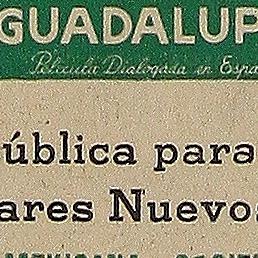 GUADALUP
Película Dialogada en Espa
ública para
ares Nuevos